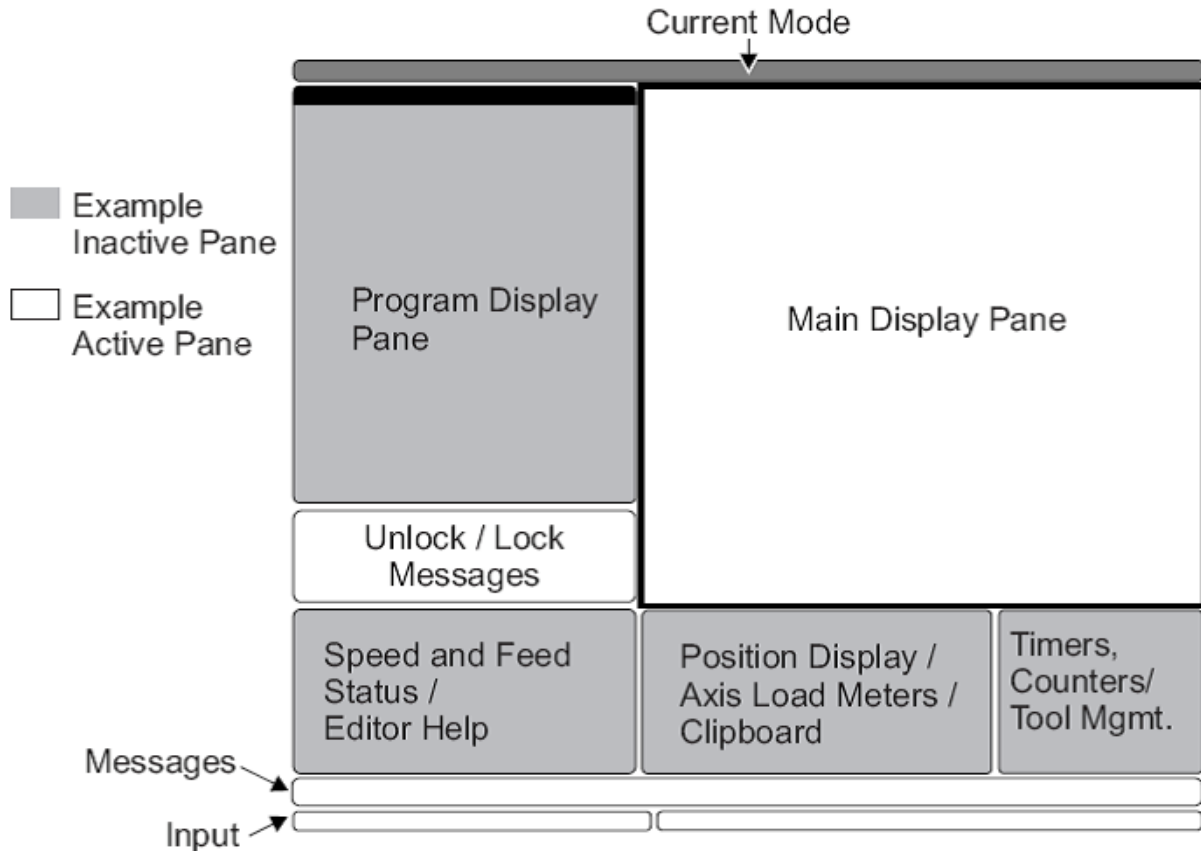 Current Mode
Example
Inactive Pane
Example
Active Pane
Program Display
Pane
Main Display Pane
Unlock / Lock
Messages
Speed and Feed
Status /
Editor Help
Position Display /
Axis Load Meters /
Clipboard
Timers,
Counters/
Tool Mgmt.
Messages
Input